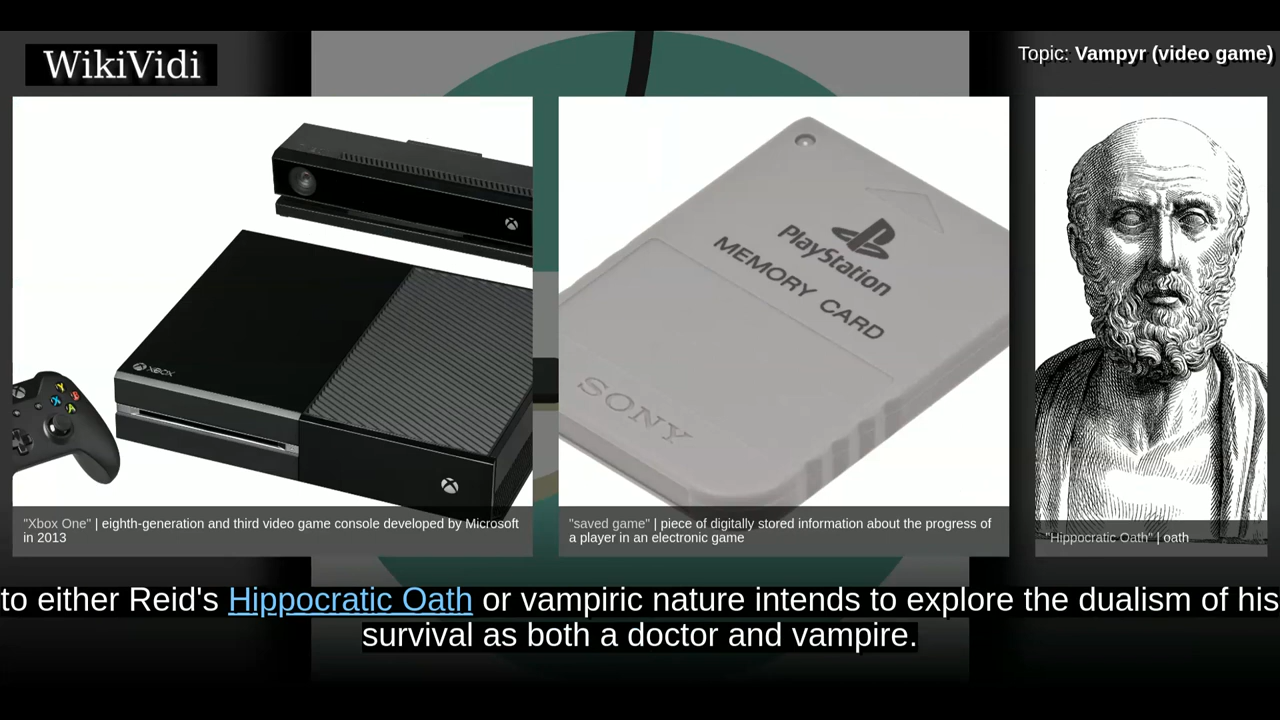 WikiVidi
Topic: Vampyr (video game)
XBOX
Y
X
B
A
"Xbox One" | eighth-generation and third video game console developed by Microsoft
in 2013
PlayStation
MEMORY CARD
SONY
"saved game" | piece of digitally stored information about the progress of
a player in an electronic game
"Hippocratic Oath" | oath
to either Reid's Hippocratic Oath or vampiric nature intends to explore the dualism of his
survival as both a doctor and vampire.